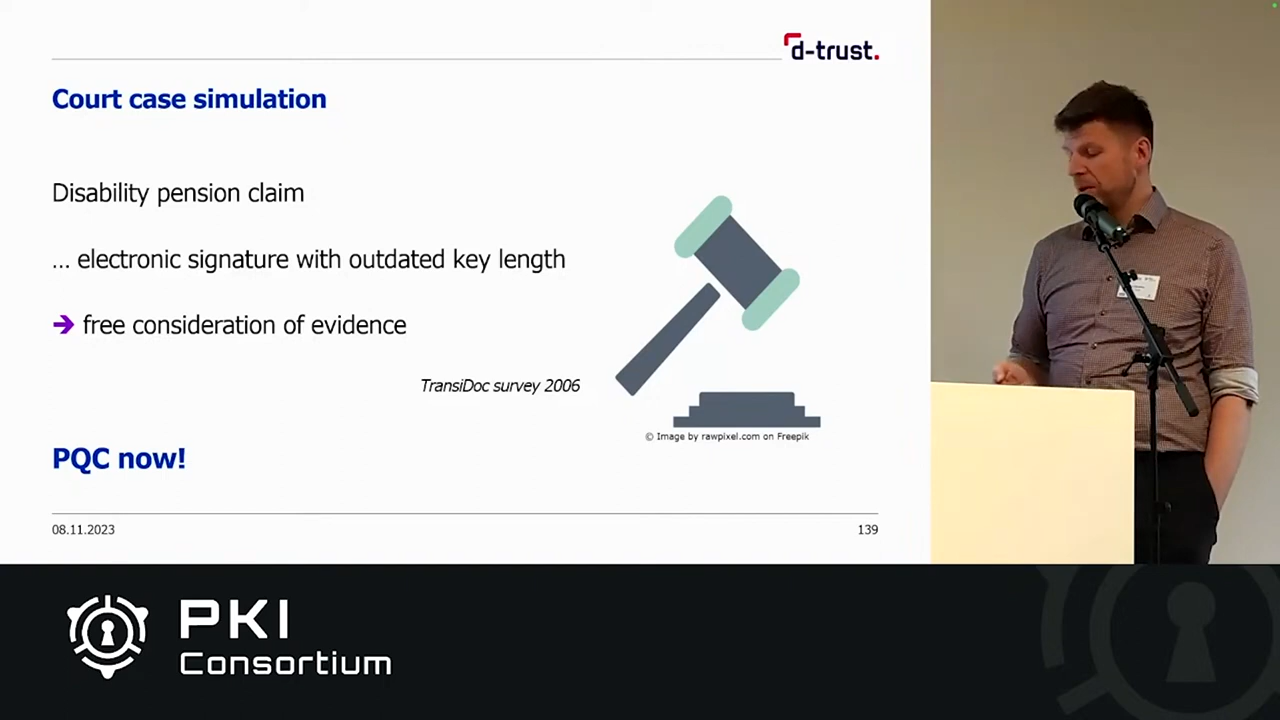 d-trust.
Court case simulation
Disability pension claim
... electronic signature with outdated key length
➔ free consideration of evidence
TransiDoc survey 2006
© Image by rawpixel.com on Freepik
PQC now!
08.11.2023
139
PKI
Consortium